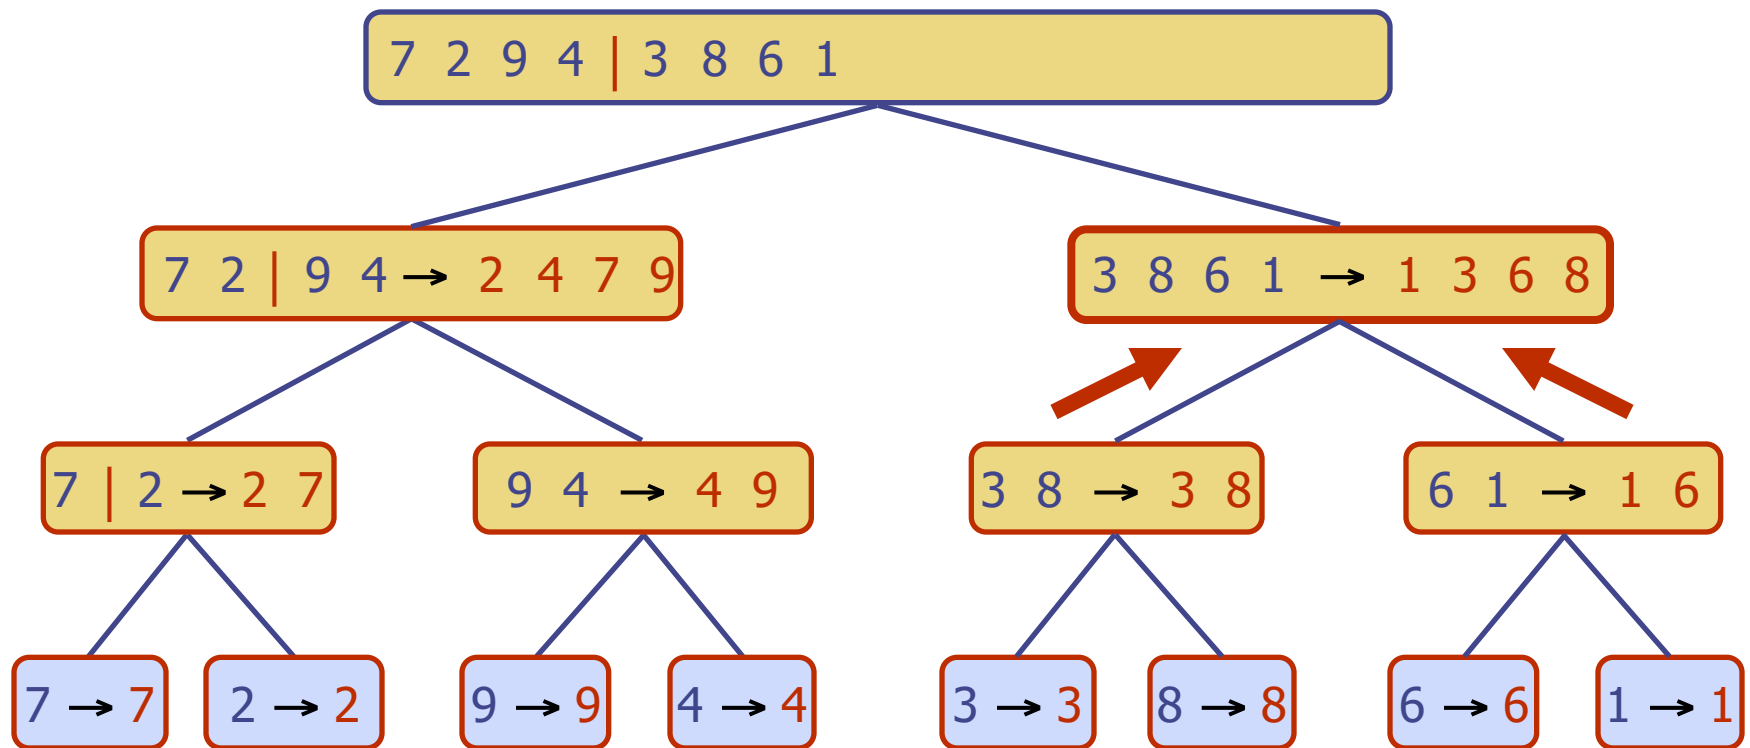 7 2 9 4 | 3 8 6 1
7 2 | 9 4 → 2 4 7 9
3 8 6 1 → 1 3 6 8
7 | 2 → 2 7
9 4 → 4 9
3 8 → 3 8
6 1 → 1 6
7 → 7
2 → 2
9 → 9
4 → 4
3 → 3
8 → 8
6 → 6
1 → 1